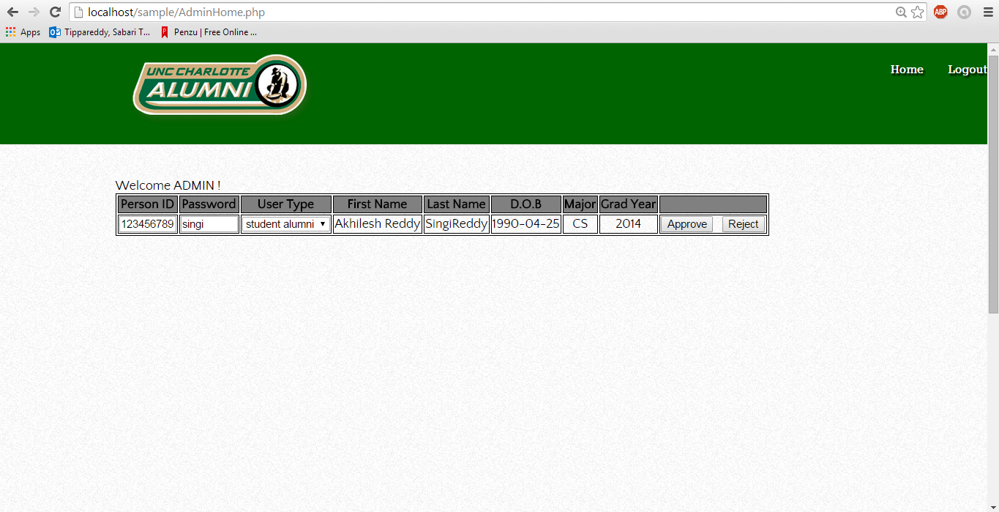 localhost/sample/AdminHome.php
ABP
Apps Tippareddy, Sabari T... Penzu | Free Online ...
UNC CHARLOTTE
ALUMNI
Home Logout
Welcome ADMIN !
Person ID Password User Type First Name Last Name D.O.B Major Grad Year
123456789 singi student alumni Akhilesh Reddy SingiReddy 1990-04-25 CS 2014 Approve Reject